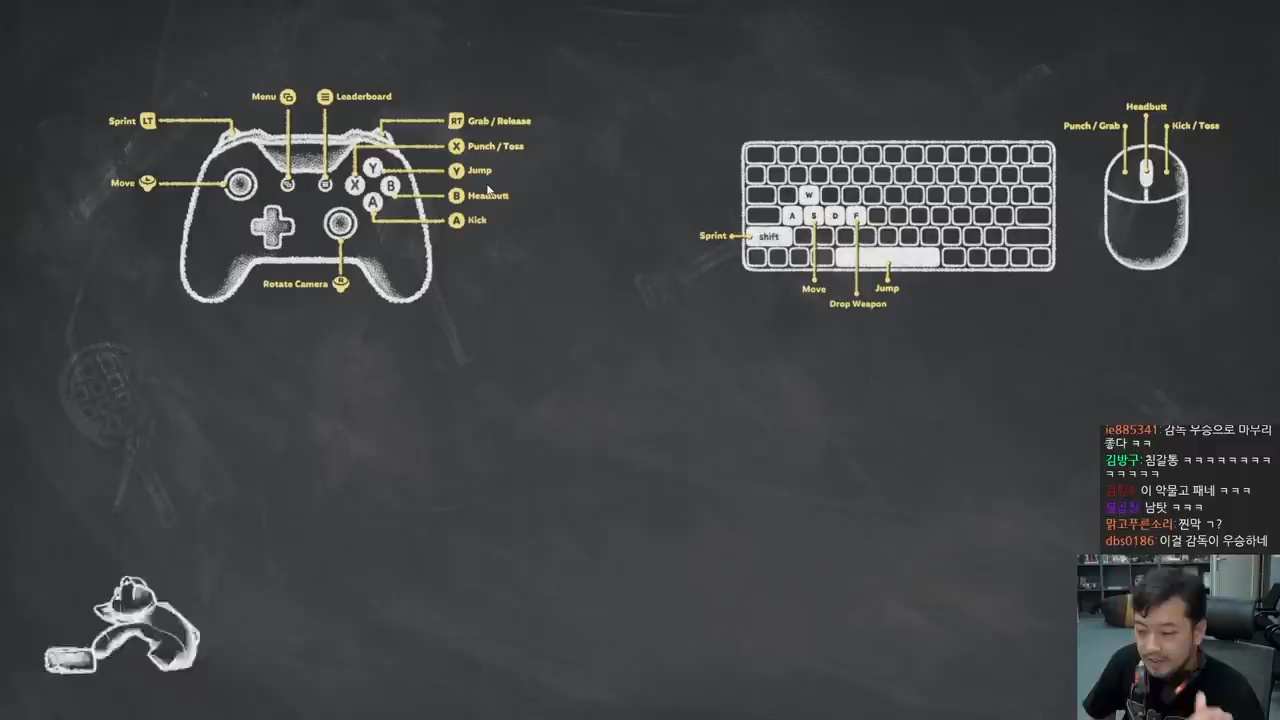 Menu
Leaderboard
Sprint LT
RT Grab / Release
X Punch / Toss
Y Jump
B Headbutt
A Kick
Move
Y
X
B
A
Rotate Camera
R
Headbutt
Punch / Grab
Kick / Toss
W
A S D F
Sprint
shift
Move
Jump
Drop Weapon
ie885341: 감독 우승으로 마무리
좋다 ㅋㅋ
김방구: 침갈통 ㅋㅋㅋㅋㅋㅋㅋㅋ
ㅋㅋㅋㅋㅋ
이 악물고 패네 ㅋㅋㅋ
남탓 ㅋㅋㅋ
맑고푸른소리: 찐막 ㄱ?
dbs0186: 이걸 감독이 우승하네